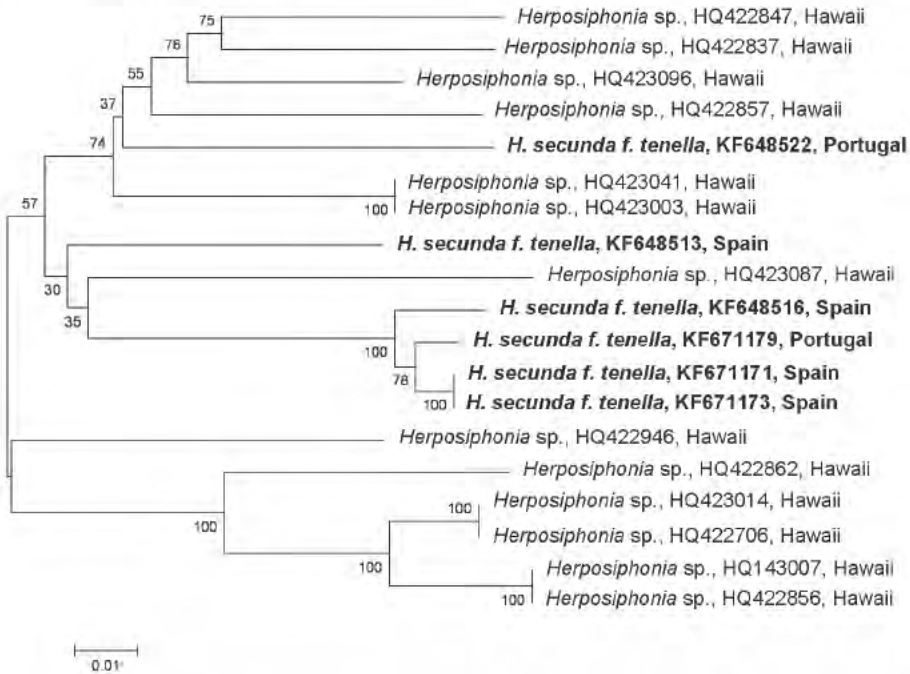 75
Herposiphonia sp., HQ422847, Hawaii
76
Herposiphonia sp., HQ422837, Hawaii
55
Herposiphonia sp., HQ423096, Hawaii
37
Herposiphonia sp., HQ422857, Hawaii
74
H. secunda f. tenella, KF648522, Portugal
Herposiphonia sp., HQ423041, Hawaii
100
Herposiphonia sp., HQ423003, Hawaii
57
H. secunda f. tenella, KF648513, Spain
30
Herposiphonia sp., HQ423087, Hawaii
35
H. secunda f. tenella, KF648516, Spain
100
H. secunda f. tenella, KF671179, Portugal
78
H. secunda f. tenella, KF671171, Spain
100
H. secunda f. tenella, KF671173, Spain
Herposiphonia sp., HQ422946, Hawaii
Herposiphonia sp., HQ422862, Hawaii
100
Herposiphonia sp., HQ423014, Hawaii
100
Herposiphonia sp., HQ422706, Hawaii
100
Herposiphonia sp., HQ143007, Hawaii
100
Herposiphonia sp., HQ422856, Hawaii
0.01